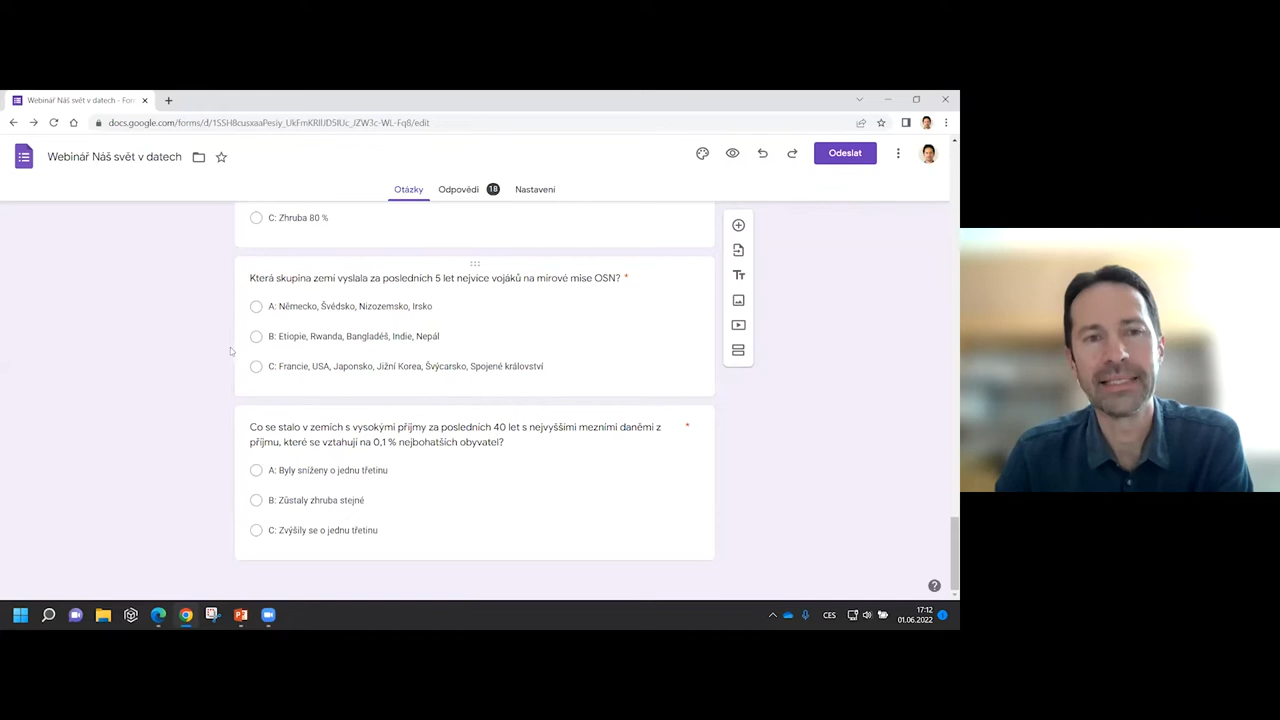 Webinář Náš svět v datech - For
docs.google.com/forms/d/
/edit
Webinář Náš svět v datech
Odeslat
Otázky
Odpovědi 18
Nastavení
C: Zhruba 80 %
Která skupina zemí vyslala za posledních 5 let nejvíce vojáků na mírové mise OSN? *
A: Německo, Švédsko, Nizozemsko, Irsko
B: Etiopie, Rwanda, Bangladéš, Indie, Nepál
C: Francie, USA, Japonsko, Jižní Korea, Švýcarsko, Spojené království
Co se stalo v zemích s vysokými příjmy za posledních 40 let s nejvyššími mezními daněmi z *
příjmu, které se vztahují na 0,1 % nejbohatších obyvatel?
A: Byly sníženy o jednu třetinu
B: Zůstaly zhruba stejné
C: Zvýšily se o jednu třetinu
CES
17:12
01.06.2022